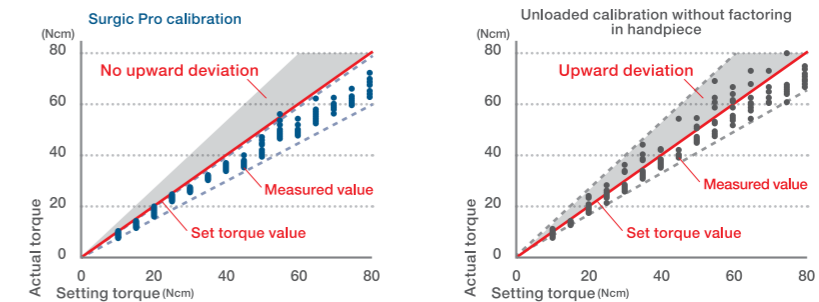 Surgic Pro calibration
(Ncm)
80
60
40
20
0
Actual torque
No upward deviation
Measured value
Set torque value
0 20 40 60 80
Setting torque (Ncm)
Unloaded calibration without factoring
in handpiece
(Ncm)
80
60
40
20
0
Actual torque
Upward deviation
Measured value
Set torque value
0 20 40 60 80
Setting torque (Ncm)